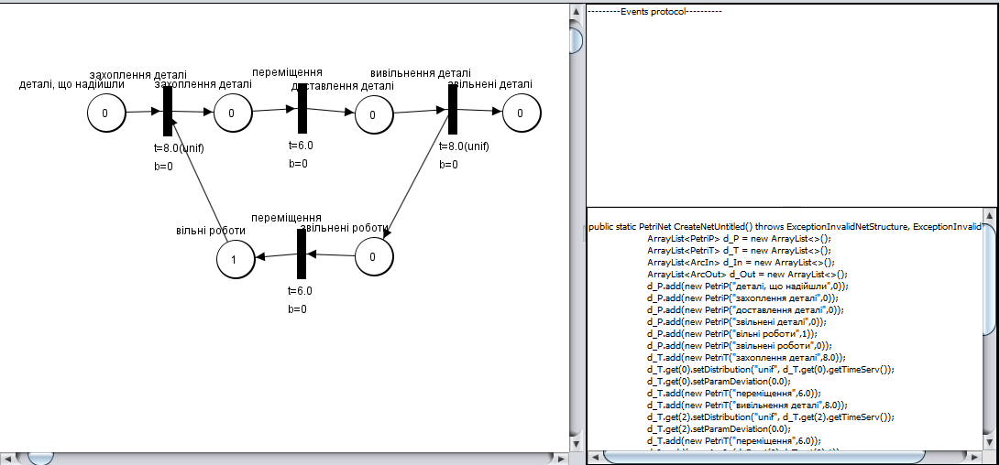 захоплення деталі
переміщення
вивільнення деталі
деталі, що надійшли
захоплення деталі
доставлення деталі
звільнені деталі
0
0
0
0
t=8.0(unif)
b=0
t=6.0
b=0
t=8.0(unif)
b=0
переміщення
вільні роботи
звільнені роботи
1
0
t=6.0
b=0
---------Events protocol----------
public static PetriNet CreateNetUntitled() throws ExceptionInvalidNetStructure, ExceptionInvalidT
ArrayList<PetriP> d_P = new ArrayList<>();
ArrayList<PetriT> d_T = new ArrayList<>();
ArrayList<ArcIn> d_In = new ArrayList<>();
ArrayList<ArcOut> d_Out = new ArrayList<>();
d_P.add(new PetriP("деталі, що надійшли",0));
d_P.add(new PetriP("захоплення деталі",0));
d_P.add(new PetriP("доставлення деталі",0));
d_P.add(new PetriP("звільнені деталі",0));
d_P.add(new PetriP("вільні роботи",1));
d_P.add(new PetriP("звільнені роботи",0));
d_T.add(new PetriT("захоплення деталі",8.0));
d_T.get(0).setDistribution("unif", d_T.get(0).getTimeServ());
d_T.get(0).setParamDeviation(0.0);
d_T.add(new PetriT("переміщення",6.0));
d_T.add(new PetriT("вивільнення деталі",8.0));
d_T.get(2).setDistribution("unif", d_T.get(2).getTimeServ());
d_T.get(2).setParamDeviation(0.0);
d_T.add(new PetriT("переміщення",6.0));